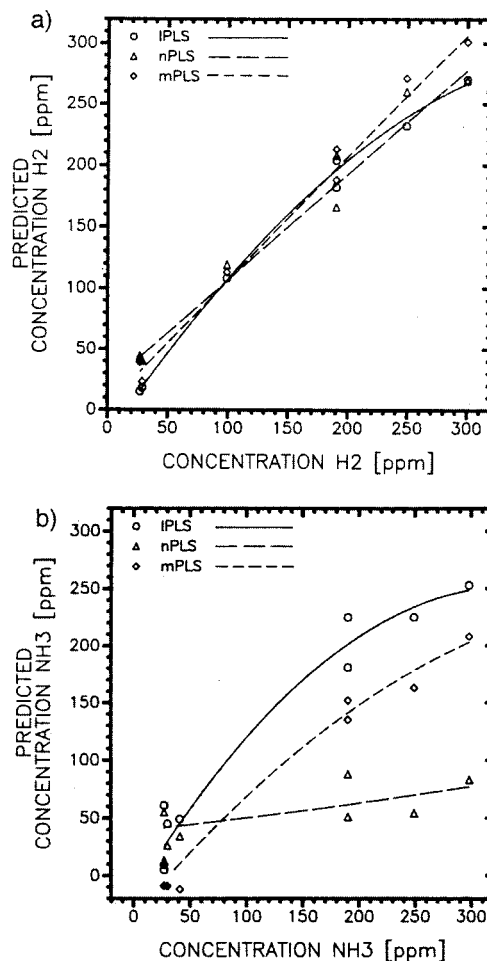 a)
300
250
200
150
100
50
0
lPLS
nPLS
mPLS
PREDICTED
CONCENTRATION H2 [ppm]
0 50 100 150 200 250 300
CONCENTRATION H2 [ppm]
b)
300
250
200
150
100
50
0
lPLS
nPLS
mPLS
PREDICTED
CONCENTRATION NH3 [ppm]
0 50 100 150 200 250 300
CONCENTRATION NH3 [ppm]